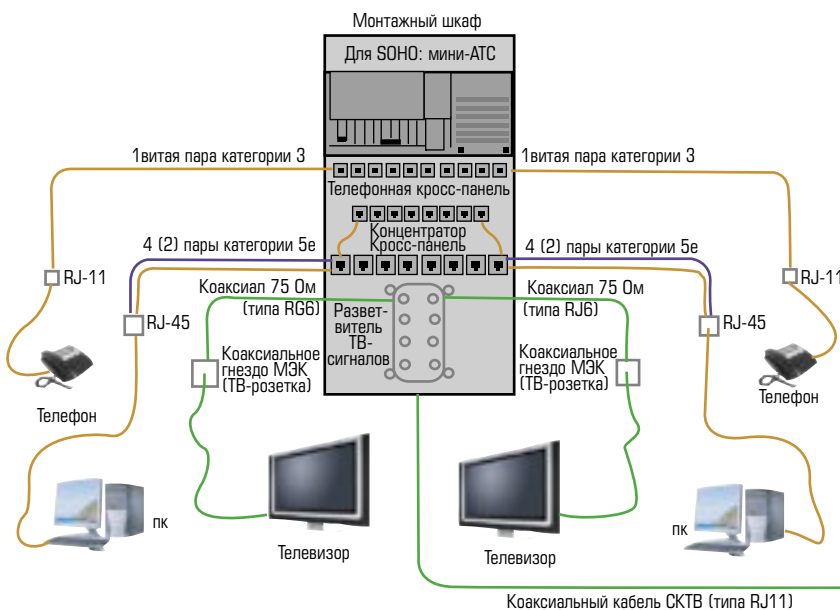 Монтажный шкаф
Для SOHO: мини-АТС
1витая пара категории 3
1витая пара категории 3
Телефонная кросс-панель
Концентратор
Кросс-панель
4 (2) пары категории 5е
4 (2) пары категории 5е
RJ-11
RJ-11
Коаксиал 75 Ом
(типа RG6)
Развет-
витель
ТВ-
сигналов
Коаксиал 75 Ом
(типа RJ6)
RJ-45
RJ-45
Коаксиальное
гнездо МЭК
(ТВ-розетка)
Коаксиальное
гнездо МЭК
(ТВ-розетка)
Телефон
Телефон
пк
Телевизор
Телевизор
пк
Коаксиальный кабель СКТВ (типа RJ11)